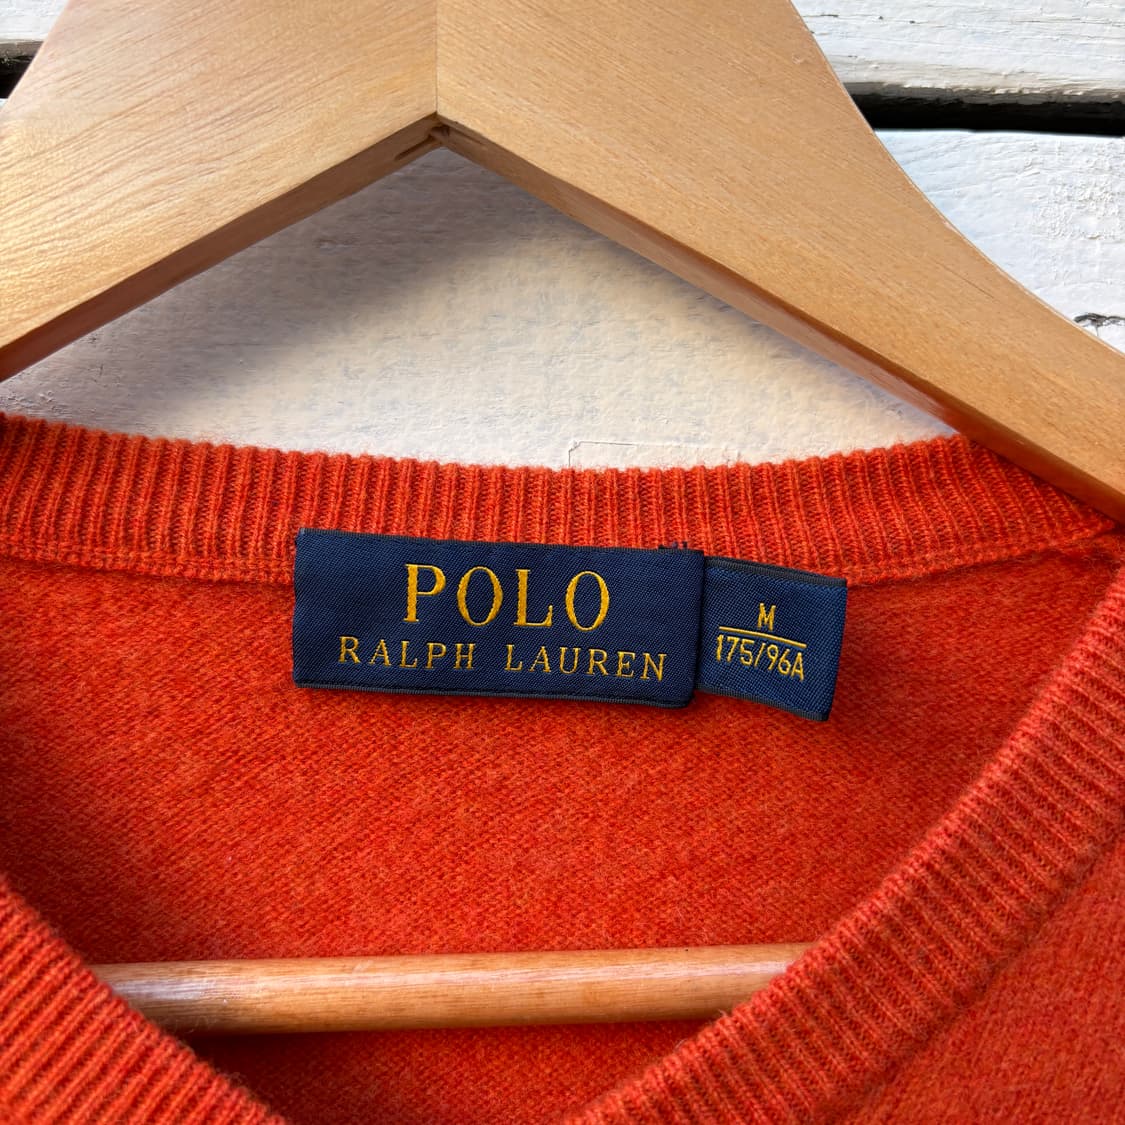 POLO
RALPH LAUREN
M
175/96A